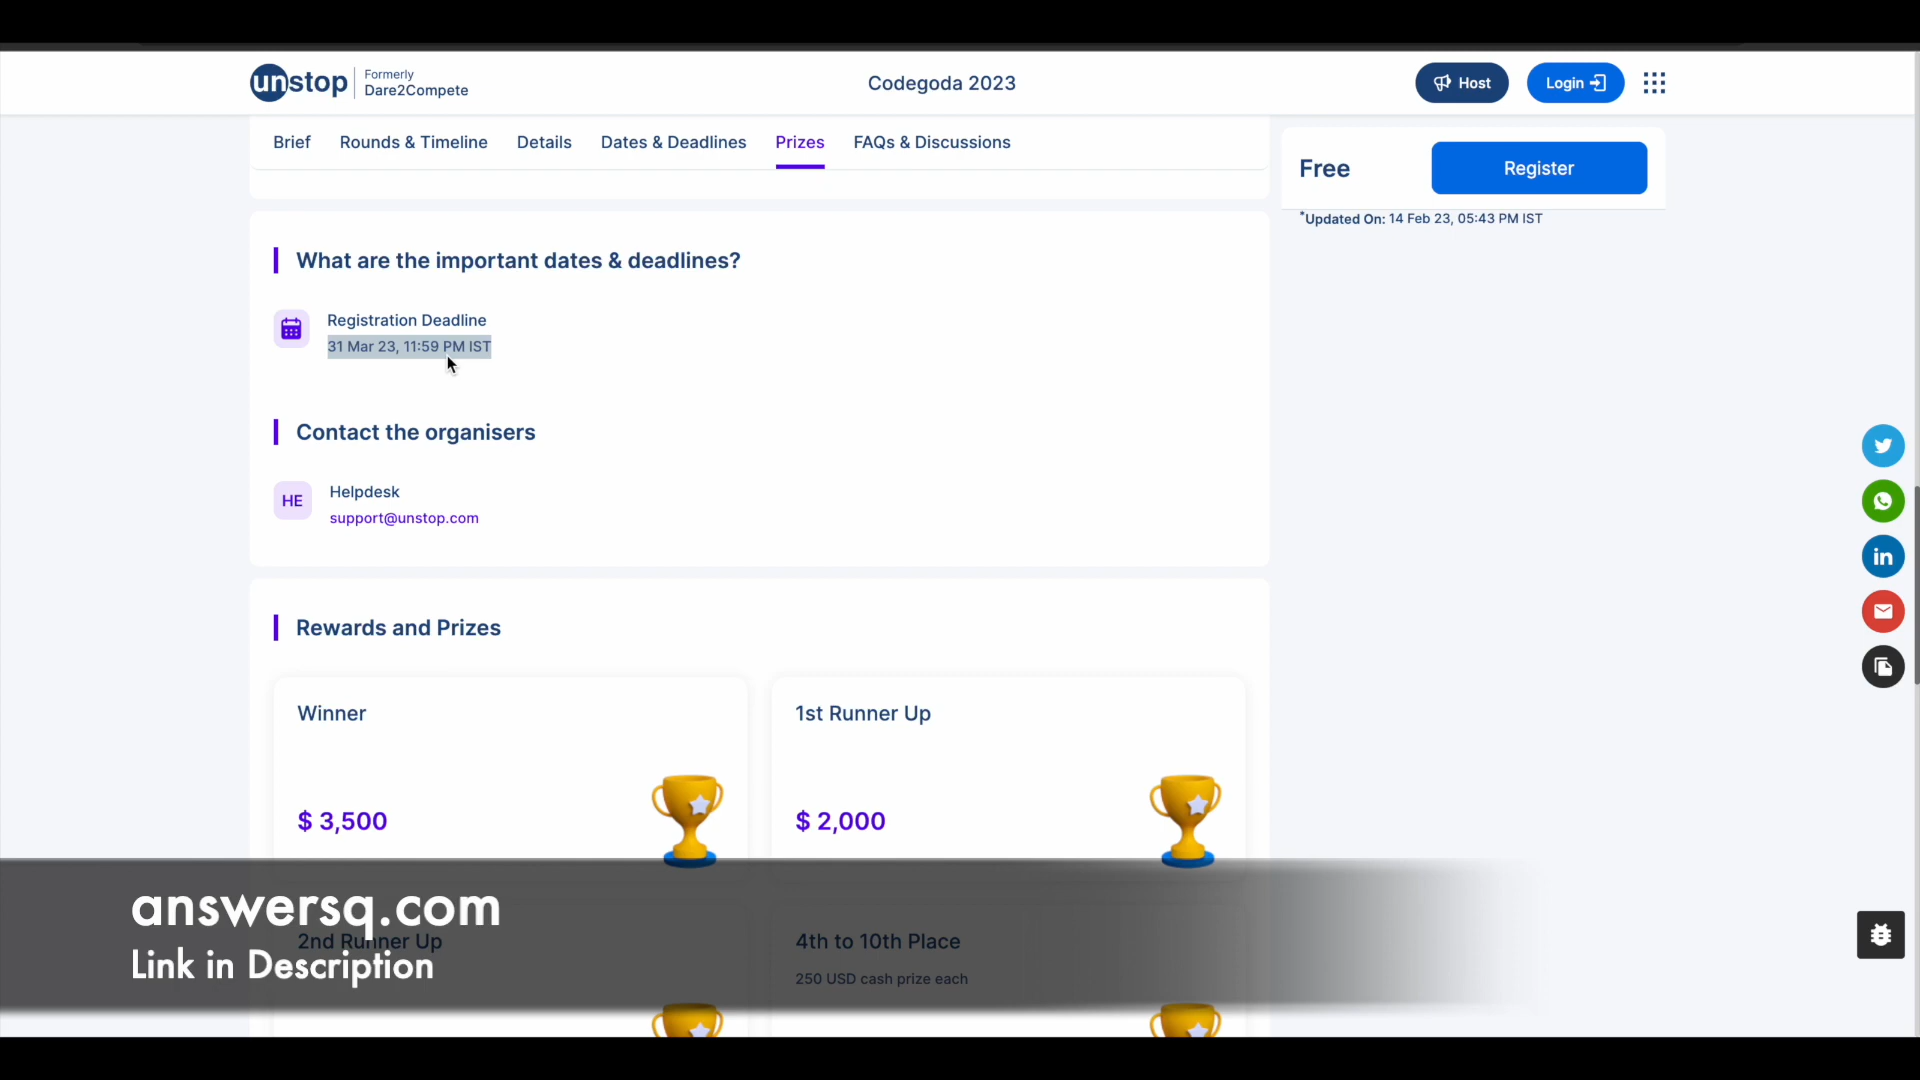 unstop
Formerly
Dare2Compete
Codegoda 2023
Host
Login
Brief
Rounds & Timeline
Details
Dates & Deadlines
Prizes
FAQs & Discussions
Free
Register
*Updated On: 14 Feb 23, 05:43 PM IST
What are the important dates & deadlines?
Registration Deadline
31 Mar 23, 11:59 PM IST
Contact the organisers
HE
Helpdesk
support@unstop.com
Rewards and Prizes
Winner
$ 3,500
1st Runner Up
$ 2,000
answersq.com
Link in Description
2nd Runner Up
4th to 10th Place
250 USD cash prize each
in